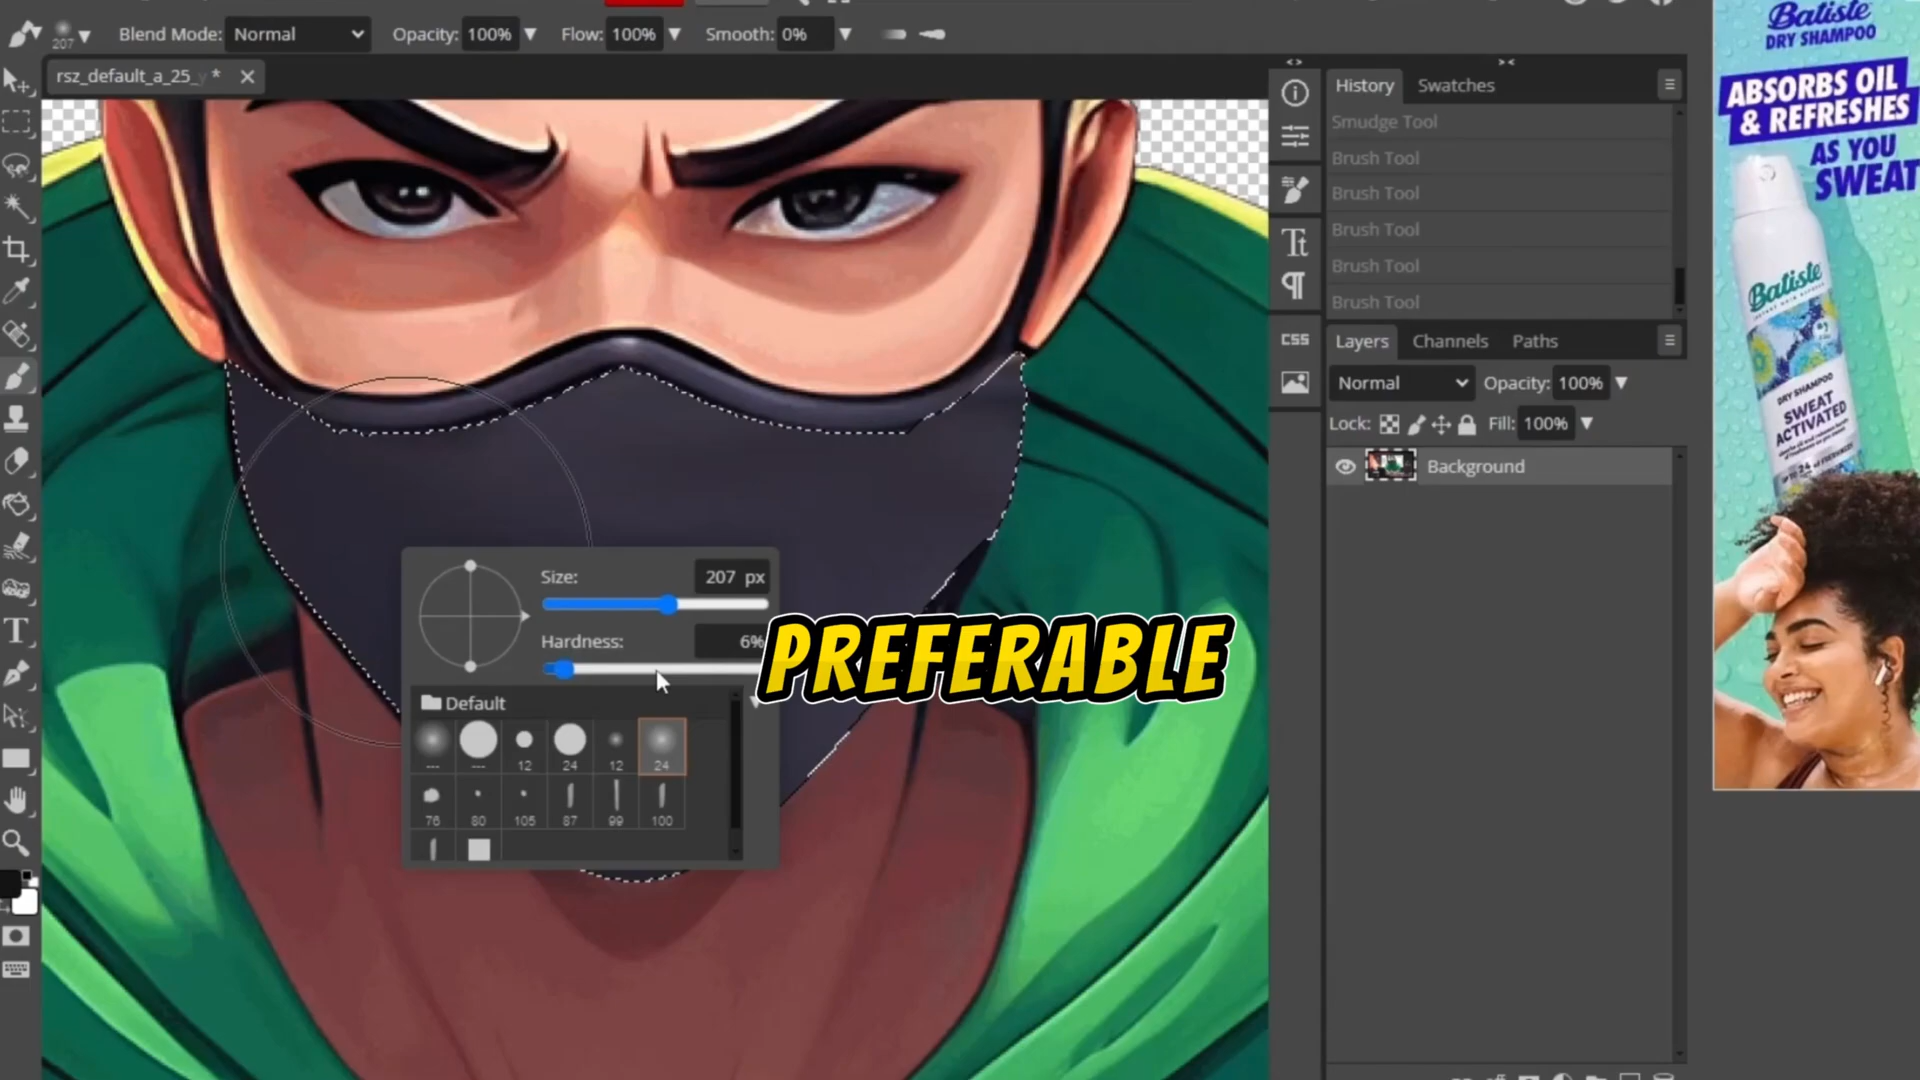 207
Blend Mode: Normal
Opacity: 100%
Flow: 100%
Smooth: 0%
rsz_default_a_25_y *
Size: 207 px
Hardness: 6%
Default
--- --- 12 24 12 24
76 80 105 87 99 100
PREFERABLE
T
Tt
CSS
History Swatches
Smudge Tool
Brush Tool
Brush Tool
Brush Tool
Brush Tool
Brush Tool
Layers Channels Paths
Normal Opacity: 100%
Lock: Fill: 100%
Background
Batiste
DRY SHAMPOO
ABSORBS OIL
& REFRESHES
AS YOU
SWEAT
Batiste
DRY SHAMPOO
SWEAT
ACTIVATED